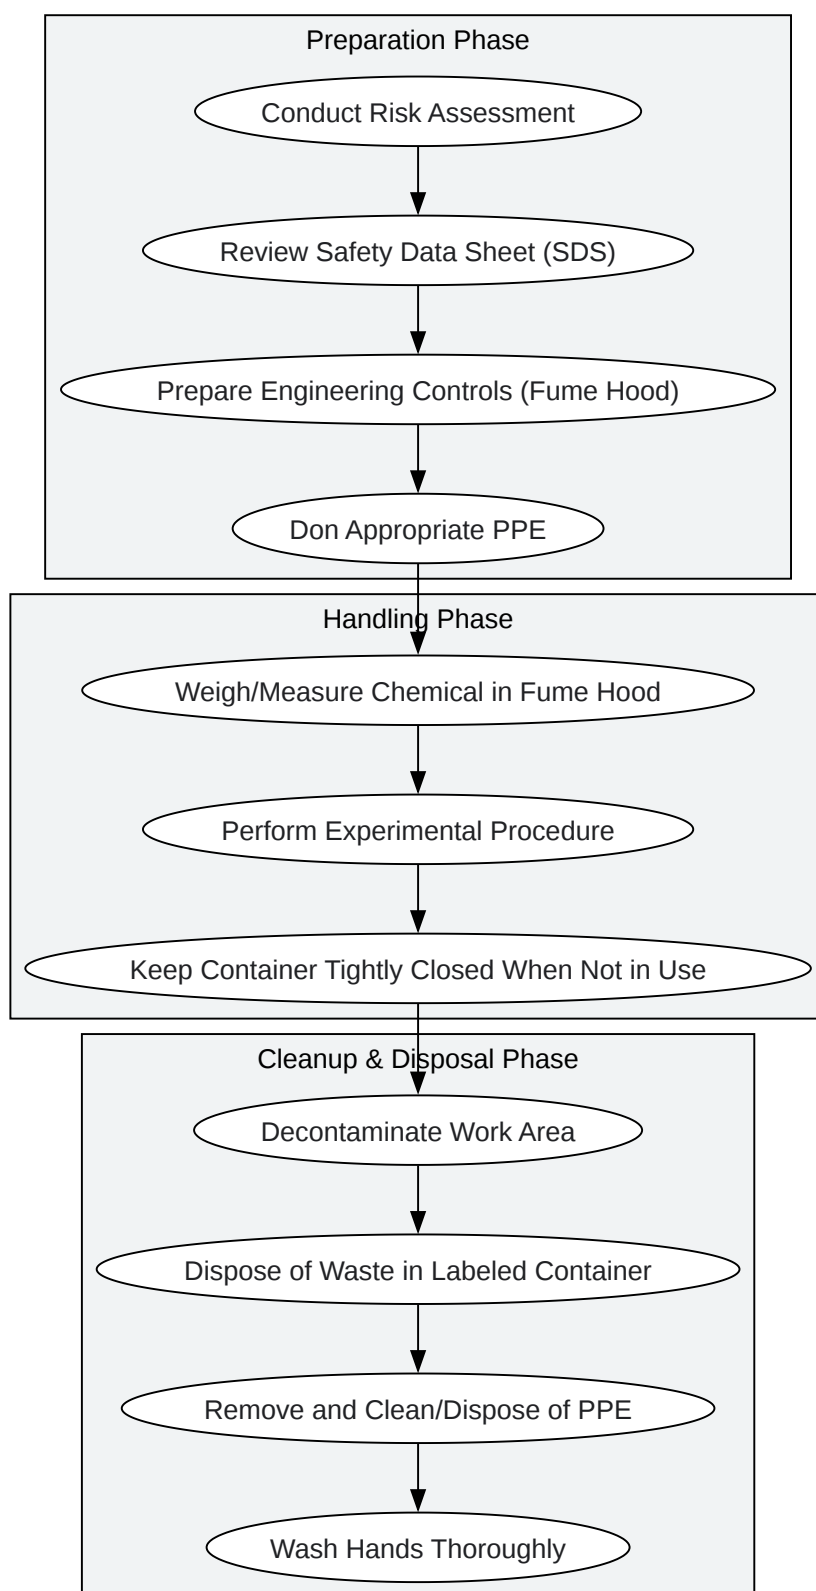 Preparation Phase
Conduct Risk Assessment
Review Safety Data Sheet (SDS)
Prepare Engineering Controls (Fume Hood)
Don Appropriate PPE
Handling Phase
Weigh/Measure Chemical in Fume Hood
Perform Experimental Procedure
Keep Container Tightly Closed When Not in Use
Cleanup & Disposal Phase
Decontaminate Work Area
Dispose of Waste in Labeled Container
Remove and Clean/Dispose of PPE
Wash Hands Thoroughly